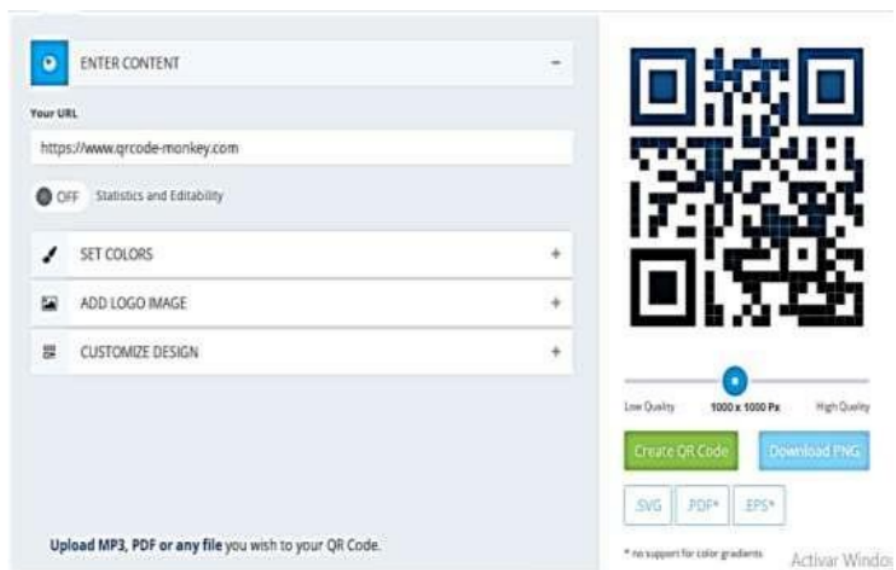 ENTER CONTENT
Your URL
https://www.qrcode-monkey.com
OFF Statistics and Editability
SET COLORS
ADD LOGO IMAGE
CUSTOMIZE DESIGN
Upload MP3, PDF or any file you wish to your QR Code.
Low Quality 1000 x 1000 Px High Quality
Create QR Code Download PNG
.SVG .PDF* .EPS*
* no support for color gradients
Activar Windos